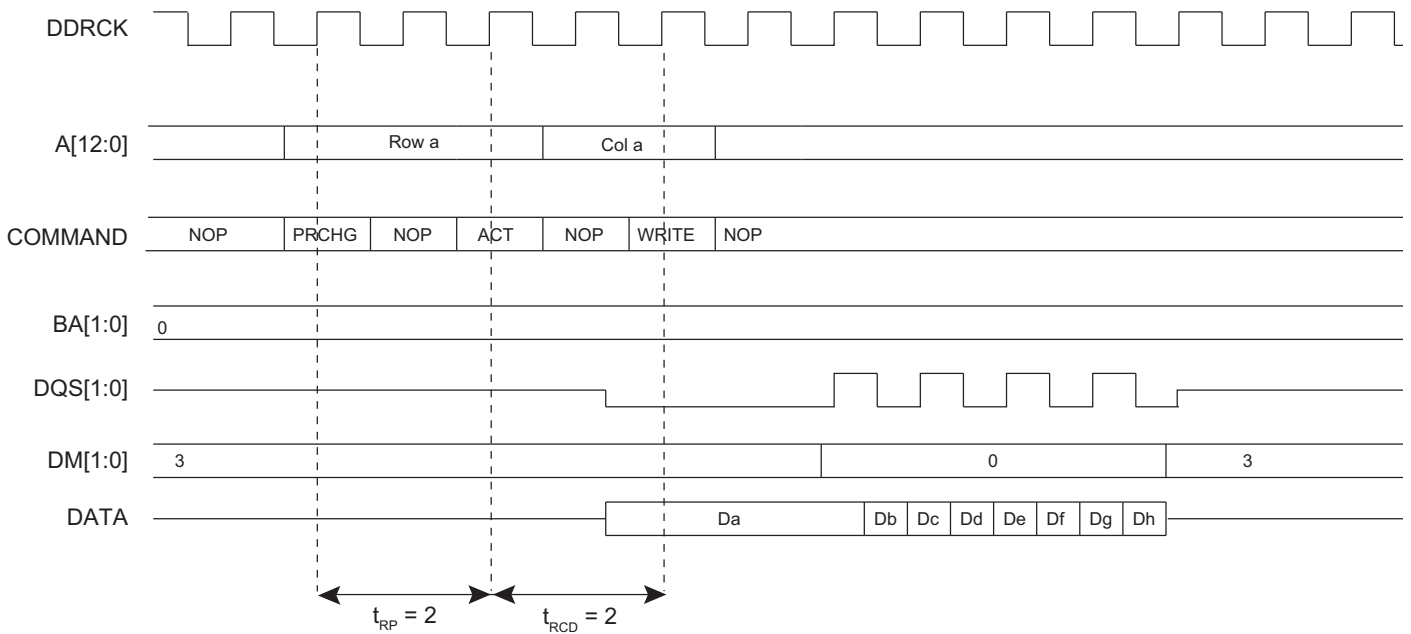 DDRCK
A[12:0] Row a Col a
COMMAND NOP PRCHG NOP ACT NOP WRITE NOP
BA[1:0] 0
DQS[1:0]
DM[1:0] 3 0 3
DATA Da Db Dc Dd De Df Dg Dh
tRP = 2 tRCD = 2